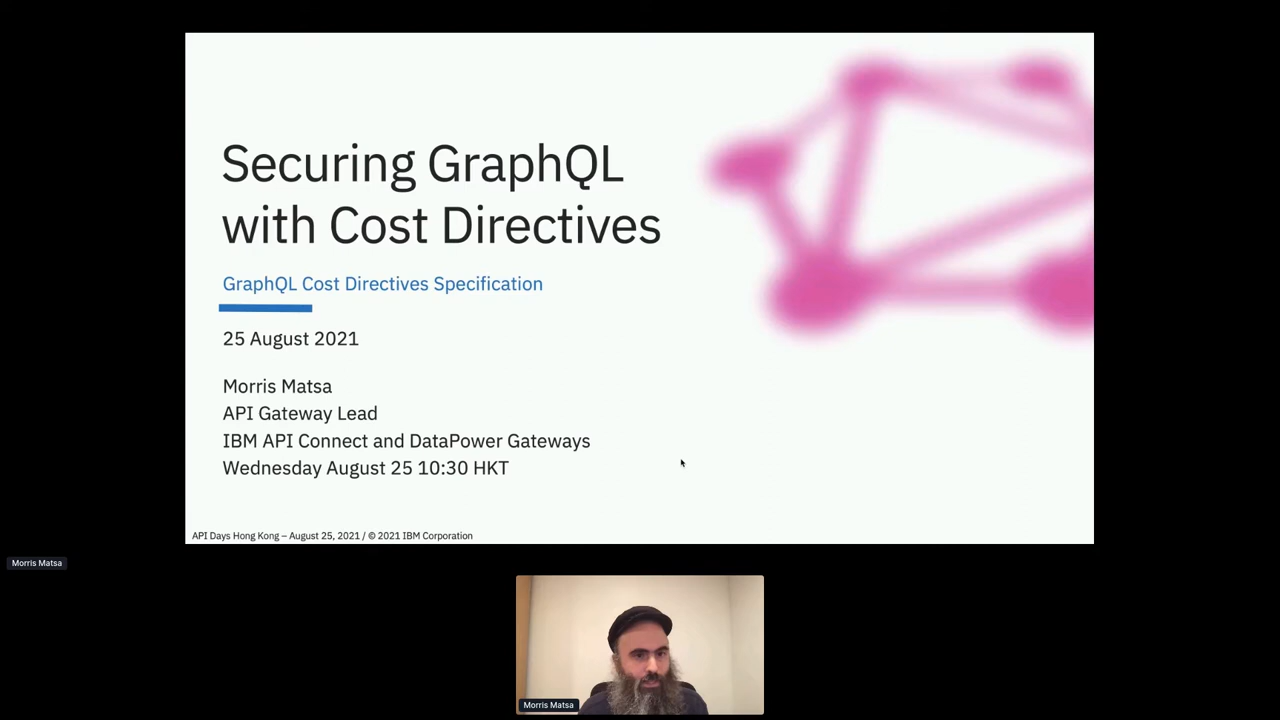 Securing GraphQL
with Cost Directives
GraphQL Cost Directives Specification
25 August 2021
Morris Matsa
API Gateway Lead
IBM API Connect and DataPower Gateways
Wednesday August 25 10:30 HKT
API Days Hong Kong – August 25, 2021 / © 2021 IBM Corporation
Morris Matsa
Morris Matsa